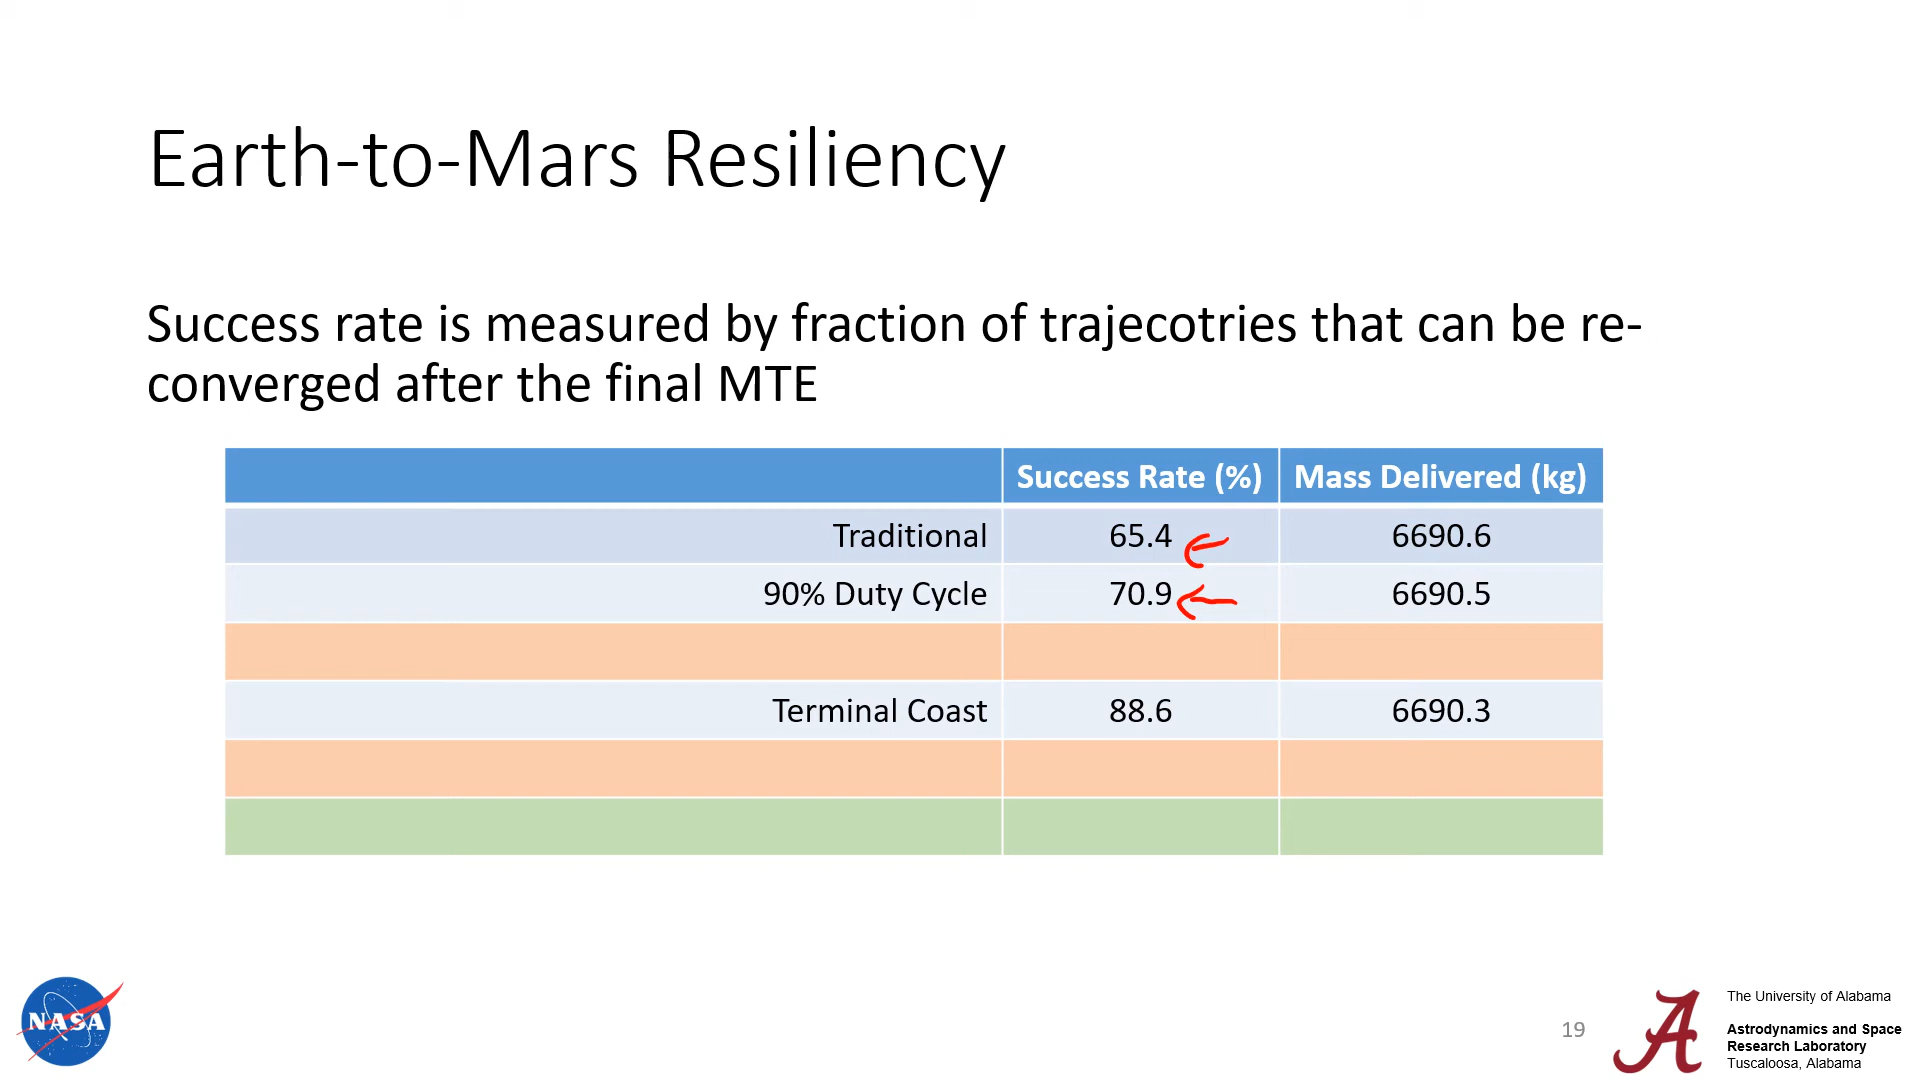 Earth-to-Mars Resiliency
Success rate is measured by fraction of trajecotries that can be re-
converged after the final MTE
Success Rate (%) Mass Delivered (kg)
Traditional 65.4 6690.6
90% Duty Cycle 70.9 6690.5
Terminal Coast 88.6 6690.3
NASA
19
A
The University of Alabama
Astrodynamics and Space
Research Laboratory
Tuscaloosa, Alabama